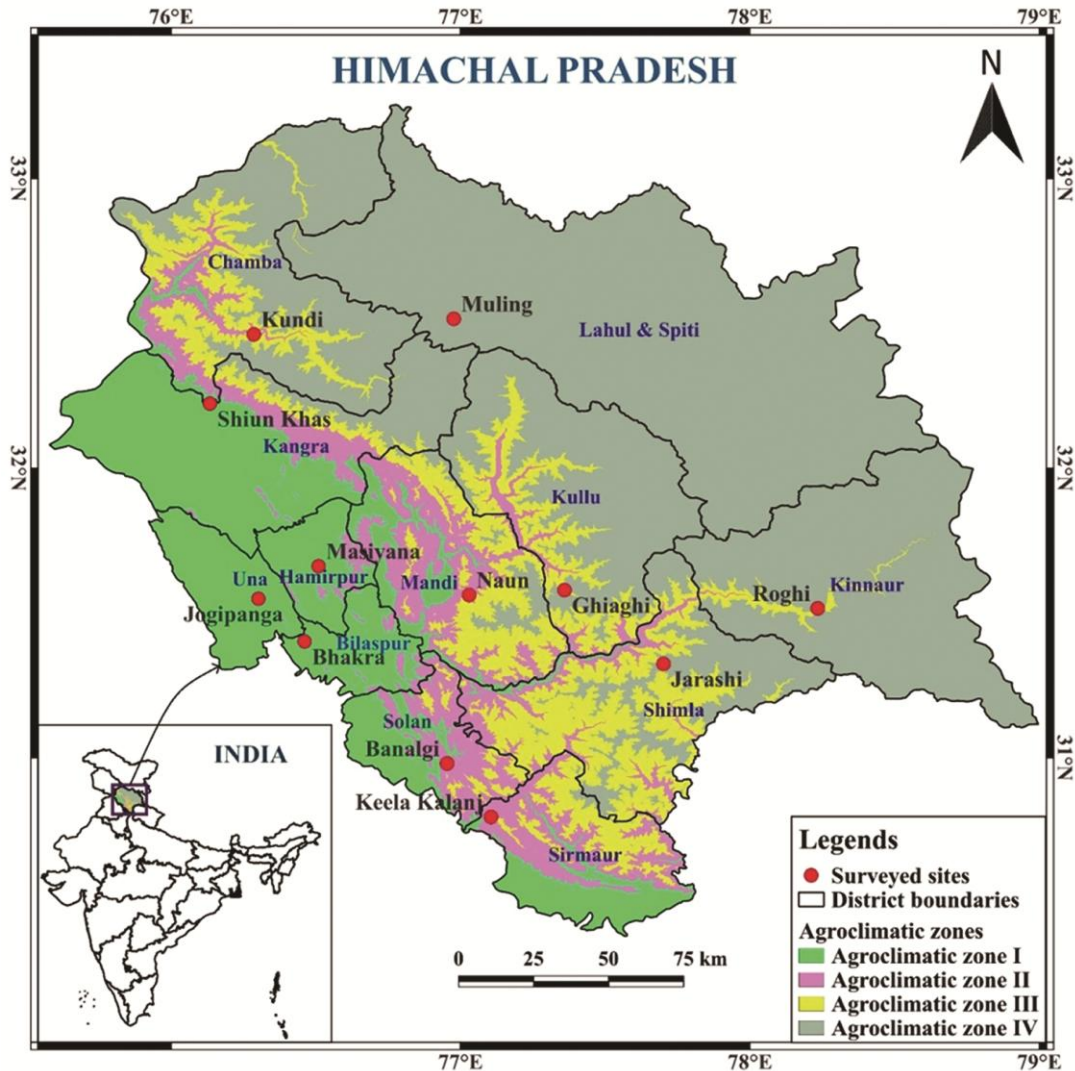 76°E 77°E 78°E 79°E
HIMACHAL PRADESH
N
33°N 33°N
Chamba
Muling
Kundi
Lahul & Spiti
Shiun Khas
Kangra
32°N 32°N
Kullu
Masiyana
Una Hamirpur Mandi Naun
Roghi Kinnaur
Jogipanga
Ghiaghi
Bilaspur
Bhakra
Jarashi
Shimla
Solan
Banalgi
INDIA
31°N 31°N
Keela Kalanj
Sirmaur
Legends
Surveyed sites
District boundaries
Agroclimatic zones
Agroclimatic zone I
Agroclimatic zone II
Agroclimatic zone III
Agroclimatic zone IV
0 25 50 75 km
76°E 77°E 78°E 79°E